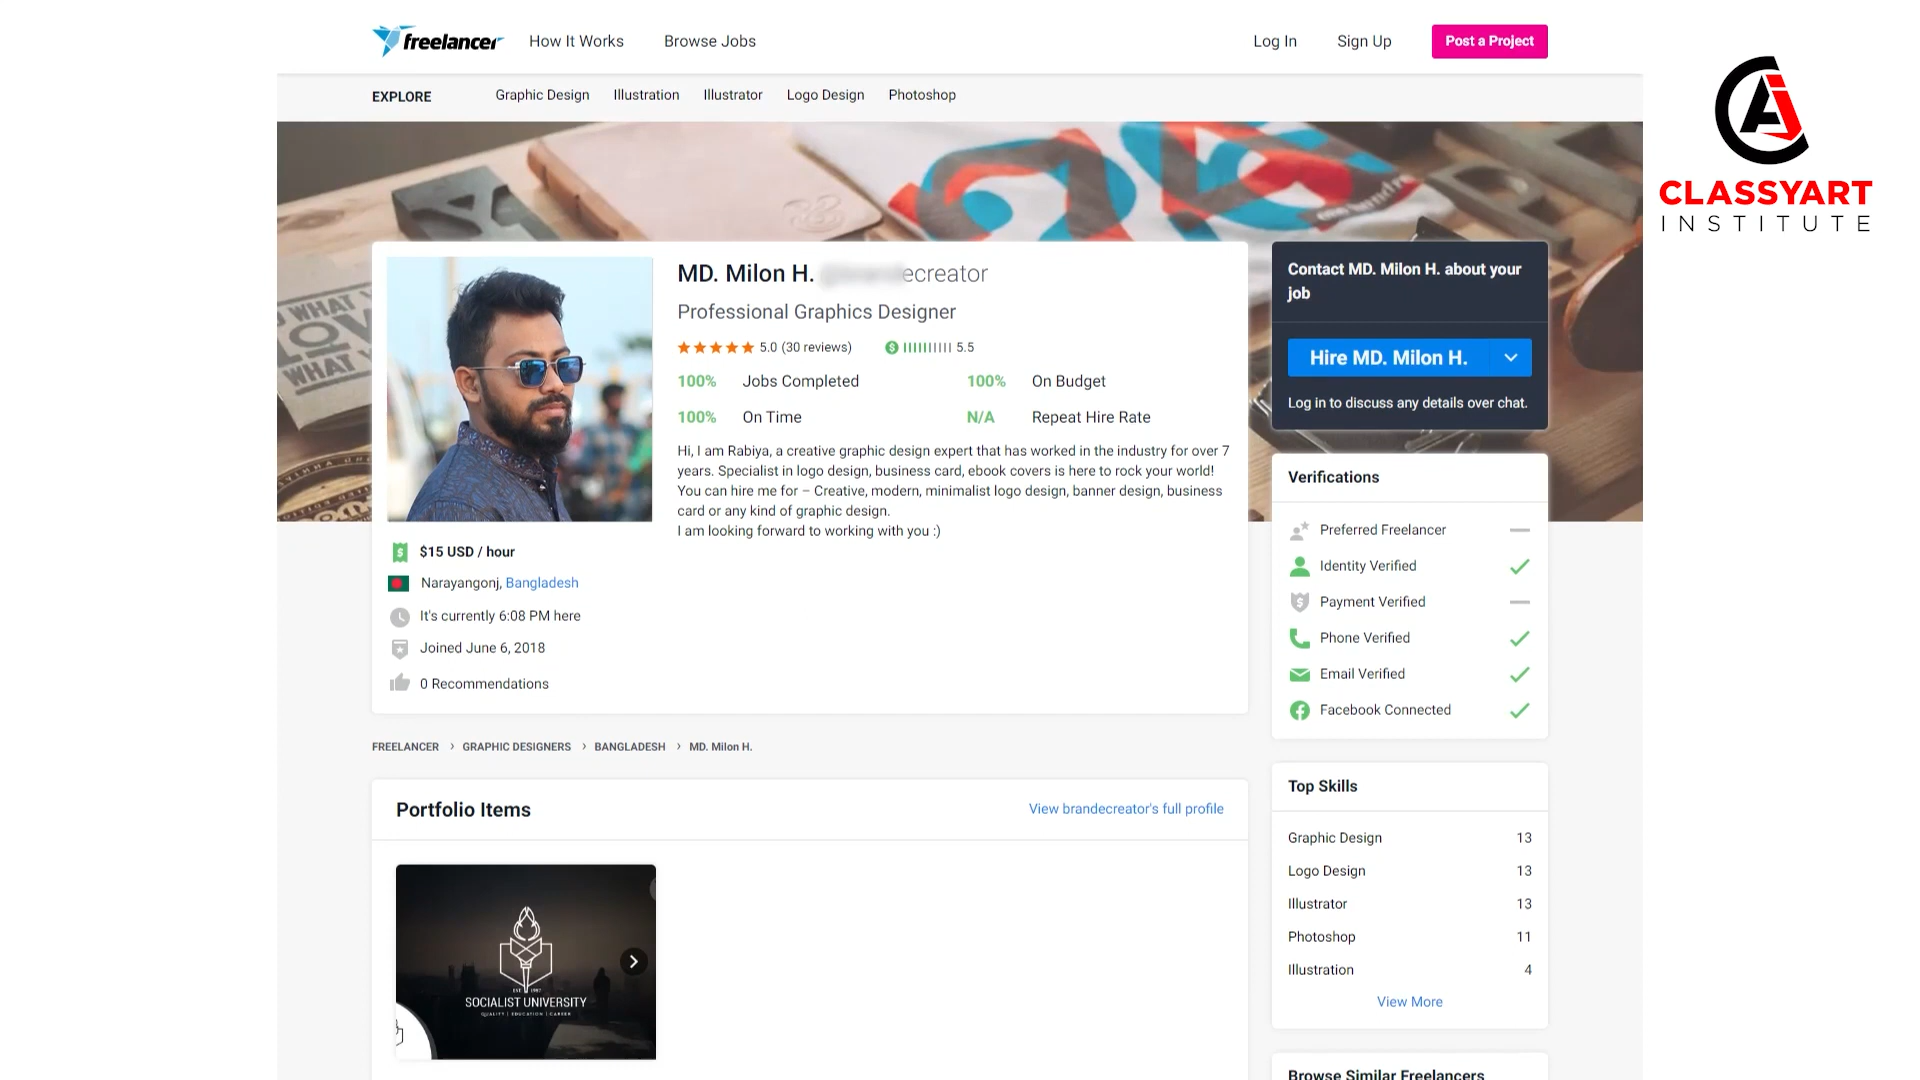 freelancer How It Works Browse Jobs Log In Sign Up Post a Project
EXPLORE Graphic Design Illustration Illustrator Logo Design Photoshop
CLASSYART
INSTITUTE
WHAT
LOV
WHAT
MD. Milon H. ecreator
Professional Graphics Designer
5.0 (30 reviews) 5.5
100% Jobs Completed 100% On Budget
100% On Time N/A Repeat Hire Rate
Hi, I am Rabiya, a creative graphic design expert that has worked in the industry for over 7
years. Specialist in logo design, business card, ebook covers is here to rock your world!
You can hire me for – Creative, modern, minimalist logo design, banner design, business
card or any kind of graphic design.
I am looking forward to working with you :)
$15 USD / hour
Narayangonj, Bangladesh
It's currently 6:08 PM here
Joined June 6, 2018
0 Recommendations
Contact MD. Milon H. about your
job
Hire MD. Milon H.
Log in to discuss any details over chat.
Verifications
Preferred Freelancer
Identity Verified
Payment Verified
Phone Verified
Email Verified
Facebook Connected
FREELANCER › GRAPHIC DESIGNERS › BANGLADESH › MD. Milon H.
Portfolio Items View brandecreator's full profile
EST 1987
SOCIALIST UNIVERSITY
QUALITY | EDUCATION | CAREER
Top Skills
Graphic Design 13
Logo Design 13
Illustrator 13
Photoshop 11
Illustration 4
View More
Browse Similar Freelancers